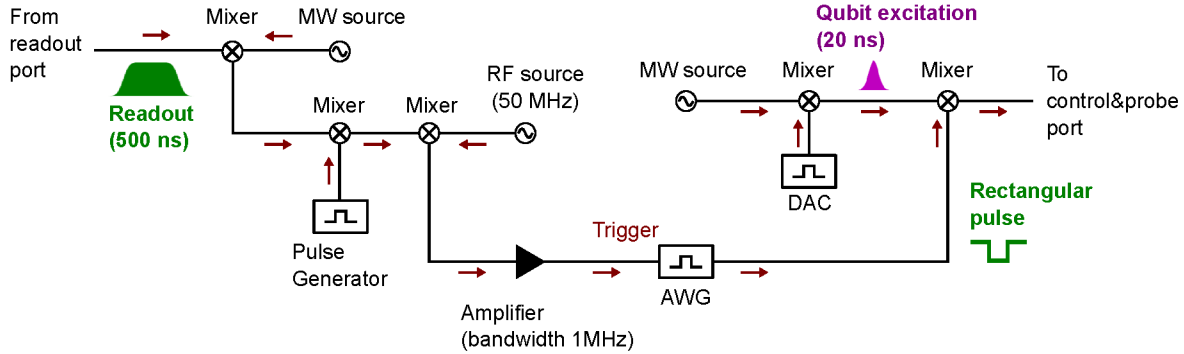 From
readout
port
Mixer
MW source
Readout
(500 ns)
Mixer
Mixer
RF source
(50 MHz)
Pulse
Generator
Amplifier
(bandwidth 1MHz)
Trigger
AWG
MW source
Mixer
Qubit excitation
(20 ns)
Mixer
To
control&probe
port
DAC
Rectangular
pulse